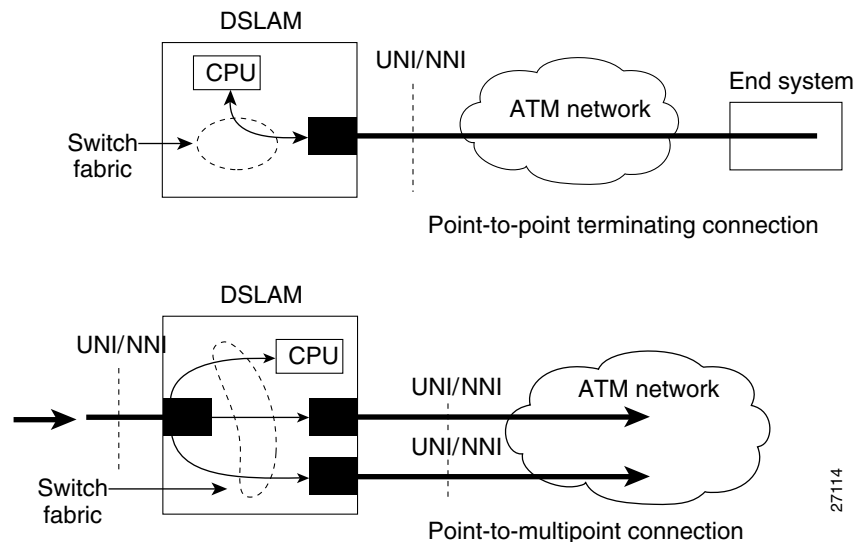 DSLAM
CPU
UNI/NNI
End system
ATM network
Switch
fabric
Point-to-point terminating connection
DSLAM
UNI/NNI
CPU
UNI/NNI
ATM network
UNI/NNI
Switch
fabric
Point-to-multipoint connection
27114